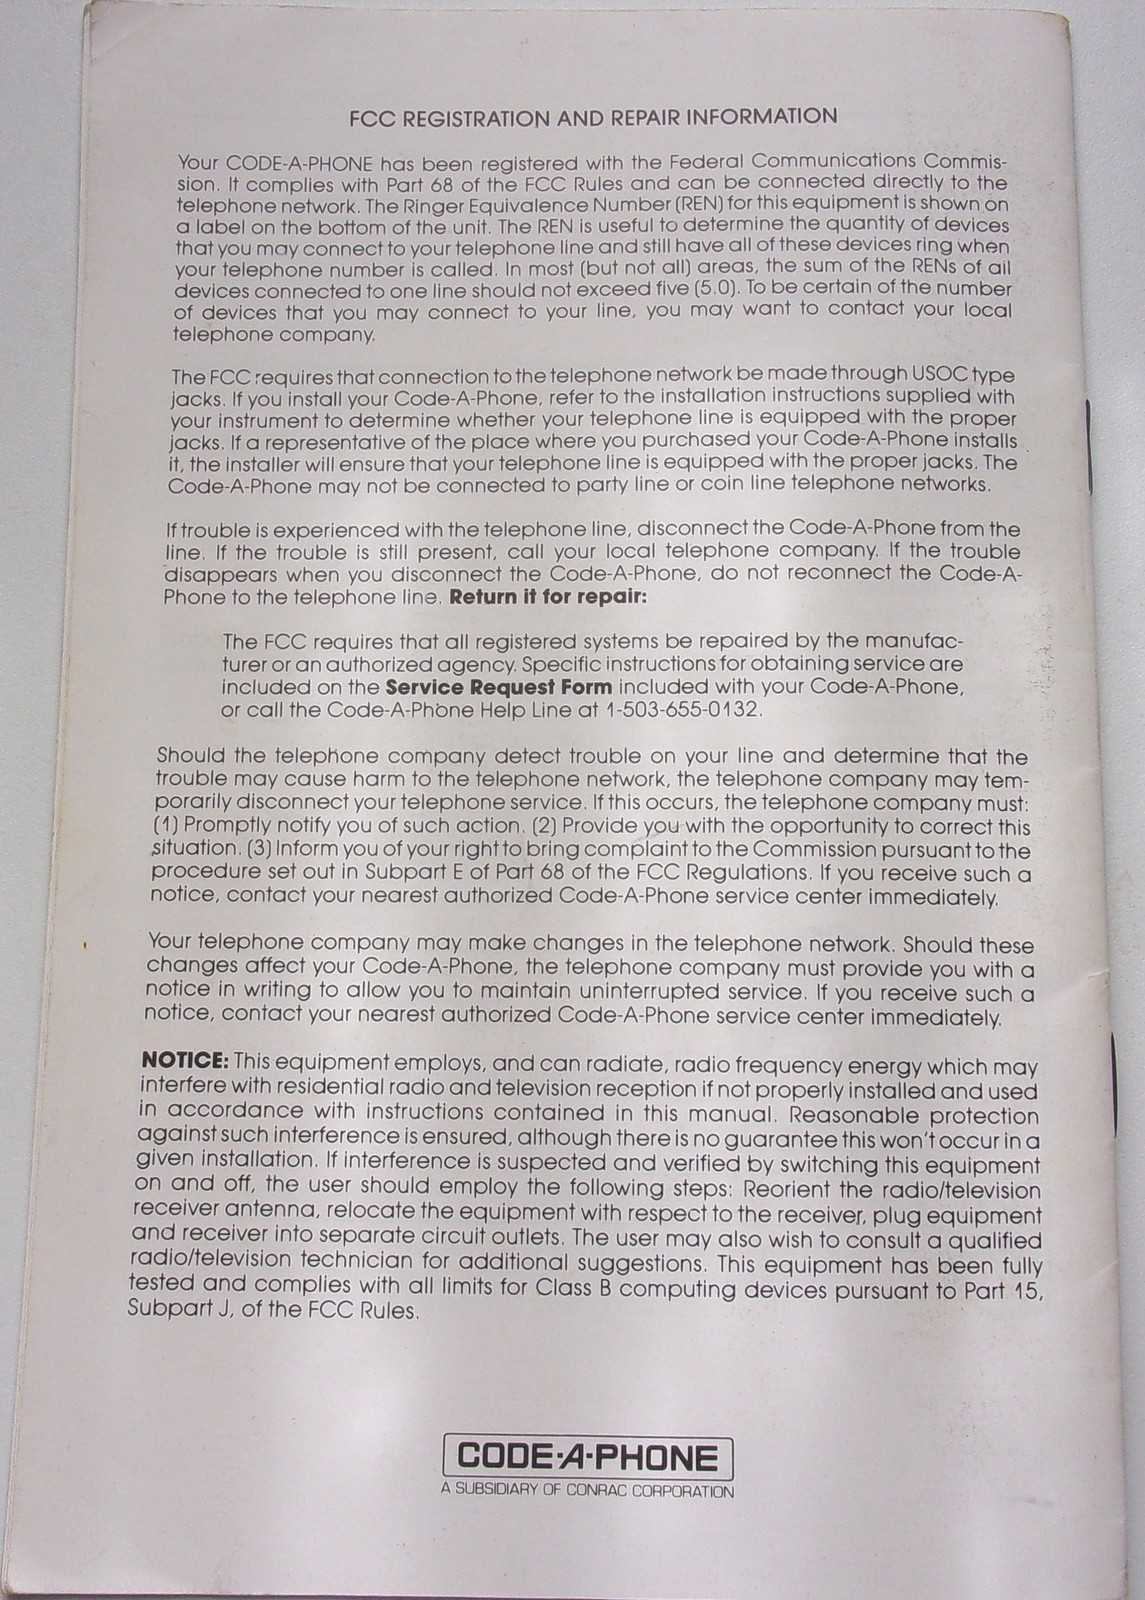 FCC REGISTRATION AND REPAIR INFORMATION
Your CODE-A-PHONE has been registered with the Federal Communications Commis-
sion. It complies with Part 68 of the FCC Rules and can be connected directly to the
telephone network. The Ringer Equivalence Number (REN) for this equipment is shown on
a label on the bottom of the unit. The REN is useful to determine the quantity of devices
that you may connect to your telephone line and still have all of these devices ring when
your telephone number is called. In most (but not all) areas, the sum of the RENs of all
devices connected to one line should not exceed five (5.0). To be certain of the number
of devices that you may connect to your line, you may want to contact your local
telephone company.
The FCC requires that connection to the telephone network be made through USOC type
jacks. If you install your Code-A-Phone, refer to the installation instructions supplied with
your instrument to determine whether your telephone line is equipped with the proper
jacks. If a representative of the place where you purchased your Code-A-Phone installs
it, the installer will ensure that your telephone line is equipped with the proper jacks. The
Code-A-Phone may not be connected to party line or coin line telephone networks.
If trouble is experienced with the telephone line, disconnect the Code-A-Phone from the
line. If the trouble is still present, call your local telephone company. If the trouble
disappears when you disconnect the Code-A-Phone, do not reconnect the Code-A-
Phone to the telephone line. Return it for repair:
The FCC requires that all registered systems be repaired by the manufac-
turer or an authorized agency. Specific instructions for obtaining service are
included on the Service Request Form included with your Code-A-Phone,
or call the Code-A-Phone Help Line at 1-503-655-0132.
Should the telephone company detect trouble on your line and determine that the
trouble may cause harm to the telephone network, the telephone company may tem-
porarily disconnect your telephone service. If this occurs, the telephone company must:
(1) Promptly notify you of such action. (2) Provide you with the opportunity to correct this
situation. (3) Inform you of your right to bring complaint to the Commission pursuant to the
procedure set out in Subpart E of Part 68 of the FCC Regulations. If you receive such a
notice, contact your nearest authorized Code-A-Phone service center immediately.
Your telephone company may make changes in the telephone network. Should these
changes affect your Code-A-Phone, the telephone company must provide you with a
notice in writing to allow you to maintain uninterrupted service. If you receive such a
notice, contact your nearest authorized Code-A-Phone service center immediately.
NOTICE: This equipment employs, and can radiate, radio frequency energy which may
interfere with residential radio and television reception if not properly installed and used
in accordance with instructions contained in this manual. Reasonable protection
against such interference is ensured, although there is no guarantee this won't occur in a
given installation. If interference is suspected and verified by switching this equipment
on and off, the user should employ the following steps: Reorient the radio/television
receiver antenna, relocate the equipment with respect to the receiver, plug equipment
and receiver into separate circuit outlets. The user may also wish to consult a qualified
radio/television technician for additional suggestions. This equipment has been fully
tested and complies with all limits for Class B computing devices pursuant to Part 15,
Subpart J, of the FCC Rules.
CODE·A·PHONE
A SUBSIDIARY OF CONRAC CORPORATION